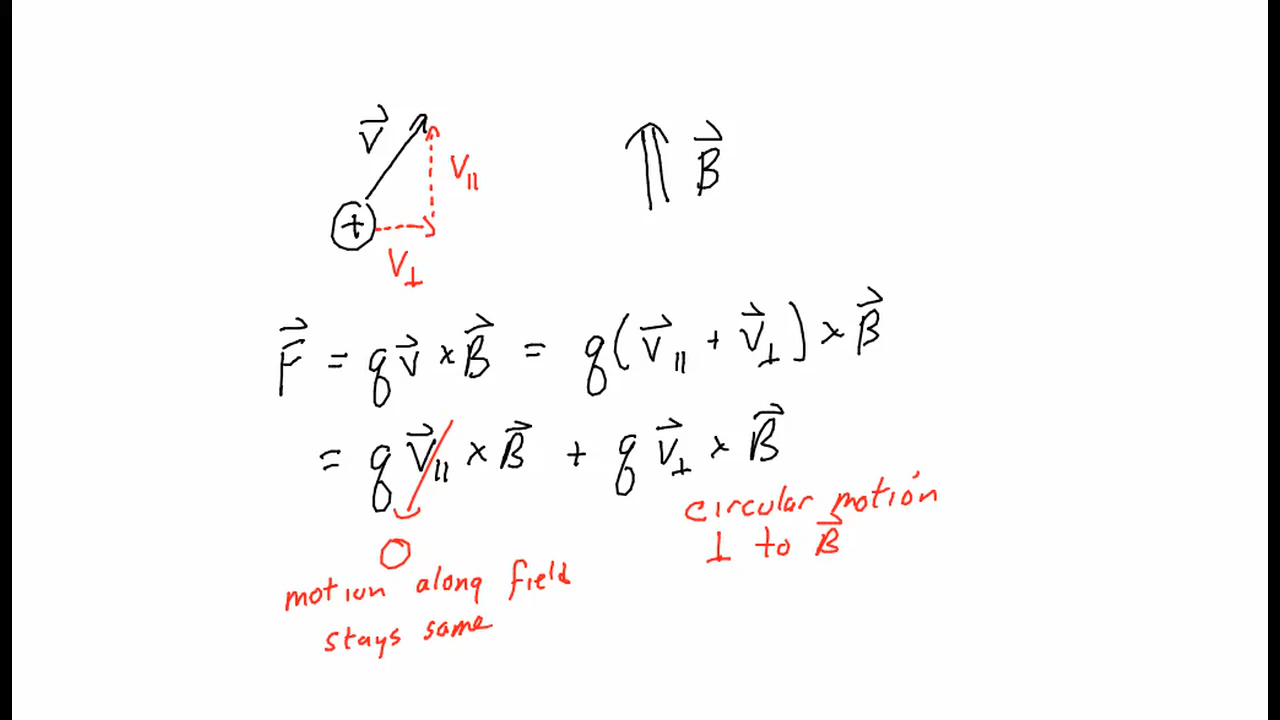 V⃗ V∥ B⃗
+
V⊥
F⃗ = qv⃗ × B⃗ = q(V⃗∥ + V⃗⊥) × B⃗
= qV⃗∥ × B⃗ + qV⃗⊥ × B⃗
circular motion
⊥ to B⃗
0
motion along field
stays same